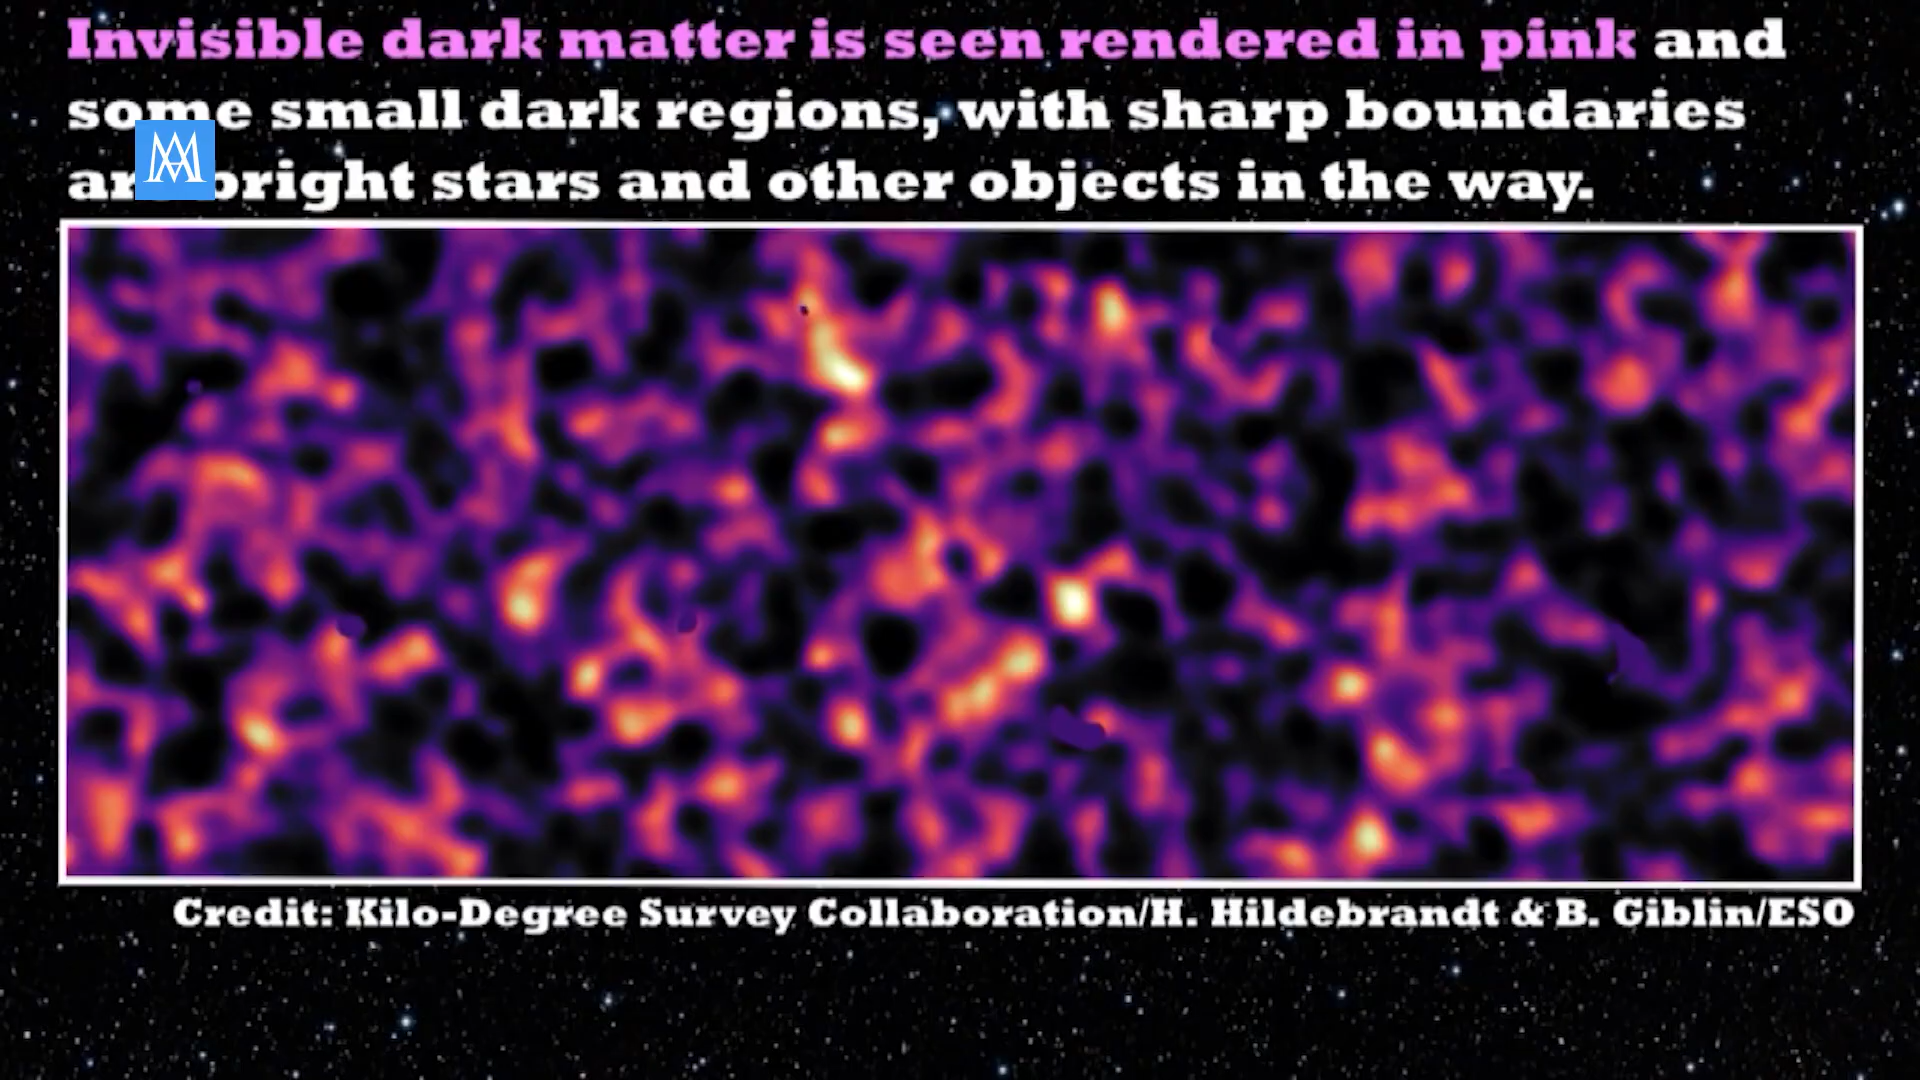 Invisible dark matter is seen rendered in pink and
some small dark regions, with sharp boundaries
bright stars and other objects in the way.
Credit: Kilo-Degree Survey Collaboration/H. Hildebrandt & B. Giblin/ESO